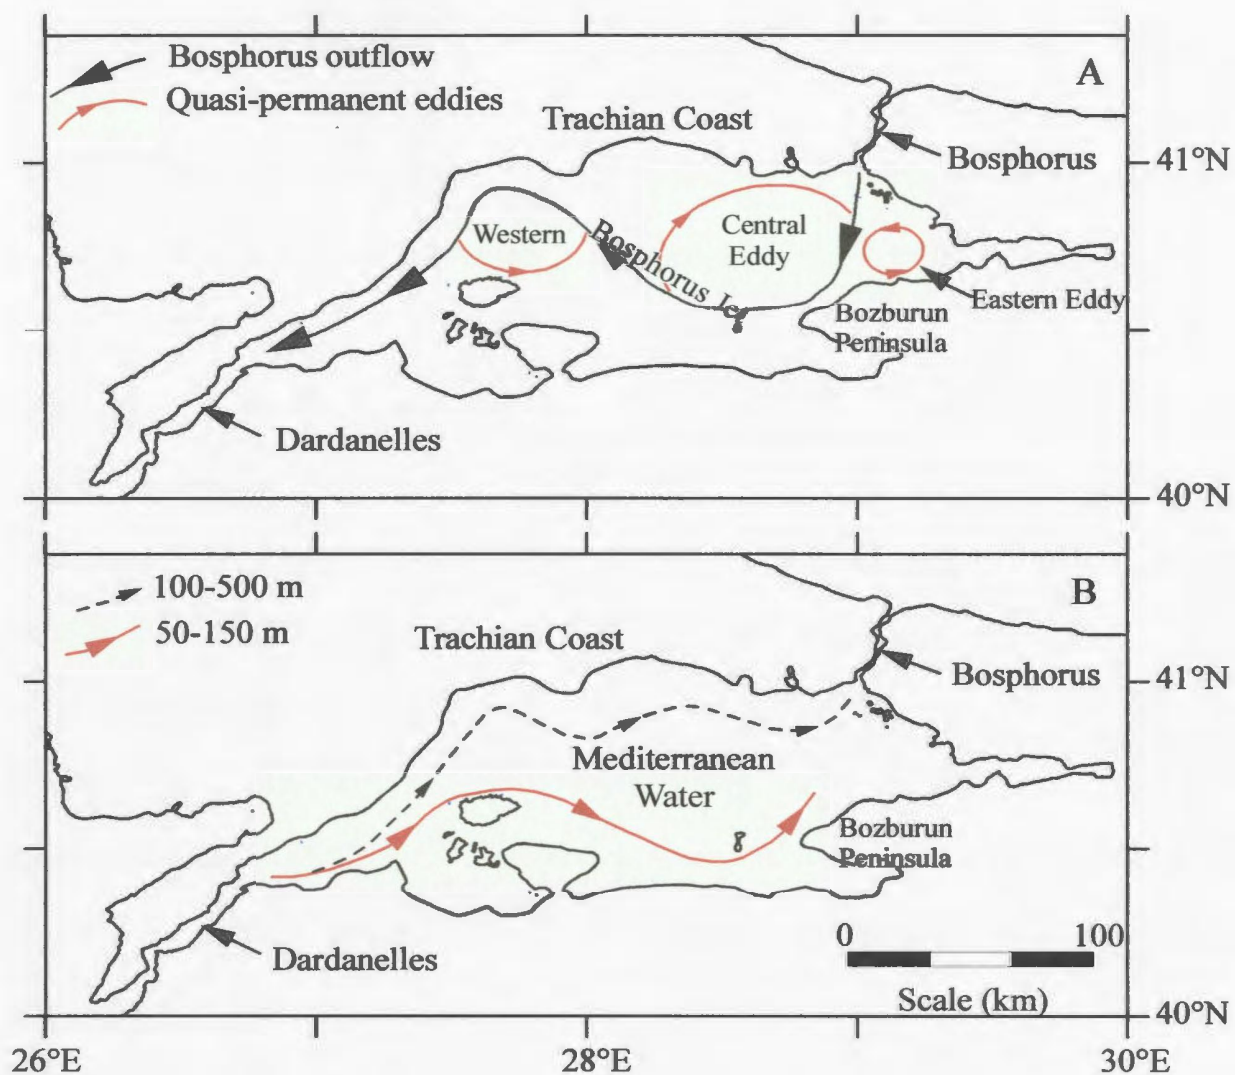 A
Bosphorus outflow
Quasi-permanent eddies
Trachian Coast
Bosphorus
41°N
Western
Bosphorus
Central
Eddy
Eastern Eddy
Bozburun
Peninsula
Dardanelles
40°N
B
100-500 m
50-150 m
Trachian Coast
Bosphorus
41°N
Mediterranean
Water
Bozburun
Peninsula
Dardanelles
0 100
Scale (km)
40°N
26°E 28°E 30°E